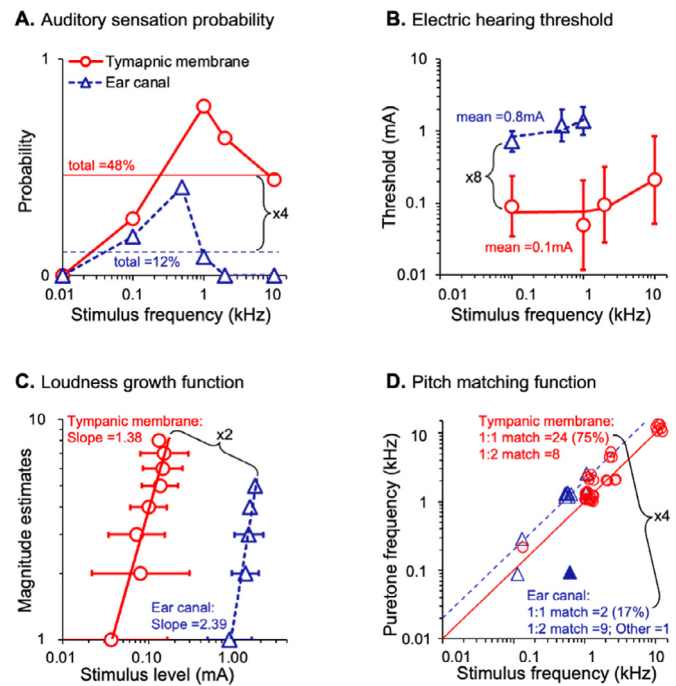 A. Auditory sensation probability
1
Tymapnic membrane
Ear canal
total =48%
x4
total =12%
0
0.01
0.1
1
10
Probability
Stimulus frequency (kHz)
B. Electric hearing threshold
10
1
0.1
0.01
mean =0.8mA
x8
mean =0.1mA
0.01
0.1
1
10
Threshold (mA)
Stimulus frequency (kHz)
C. Loudness growth function
10
Tympanic membrane:
Slope =1.38
x2
Ear canal:
Slope =2.39
1
0.01
0.10
1.00
Magnitude estimates
Stimulus level (mA)
D. Pitch matching function
10
1
0.1
0.01
Tympanic membrane:
1:1 match =24 (75%)
1:2 match =8
x4
Ear canal:
1:1 match =2 (17%)
1:2 match =9; Other =1
0.01
0.1
1
10
Puretone frequency (kHz)
Stimulus frequency (kHz)